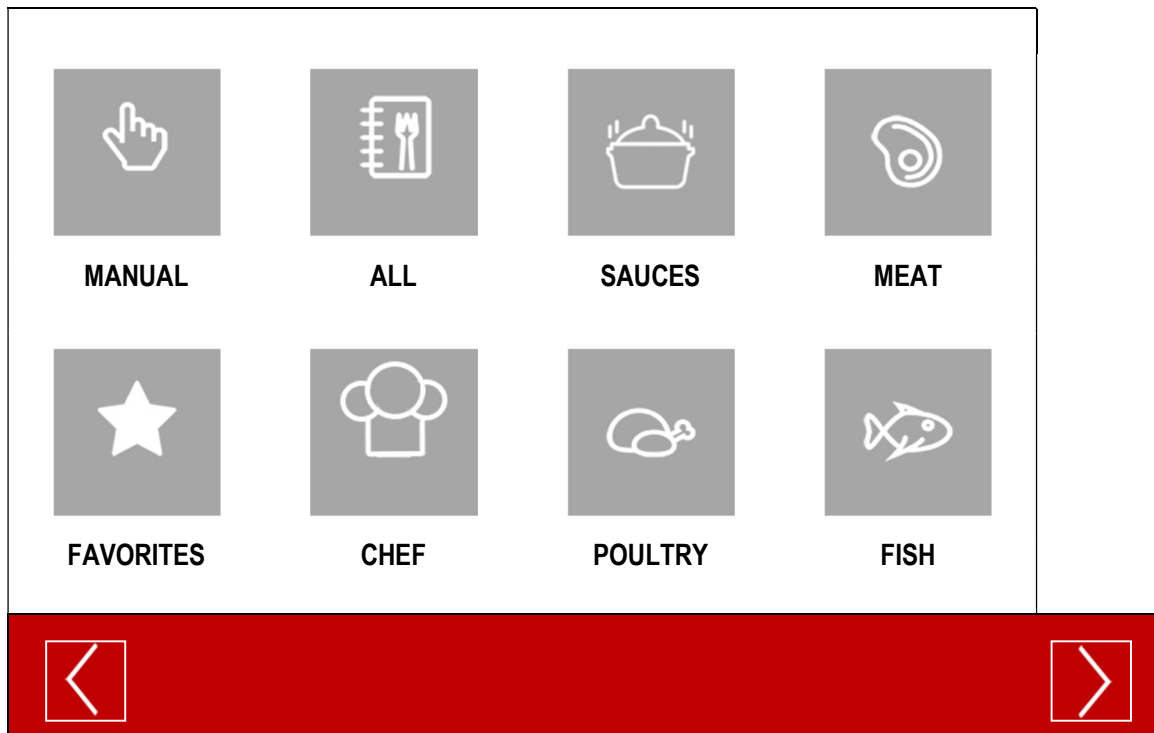 MANUAL
ALL
SAUCES
MEAT
FAVORITES
CHEF
POULTRY
FISH